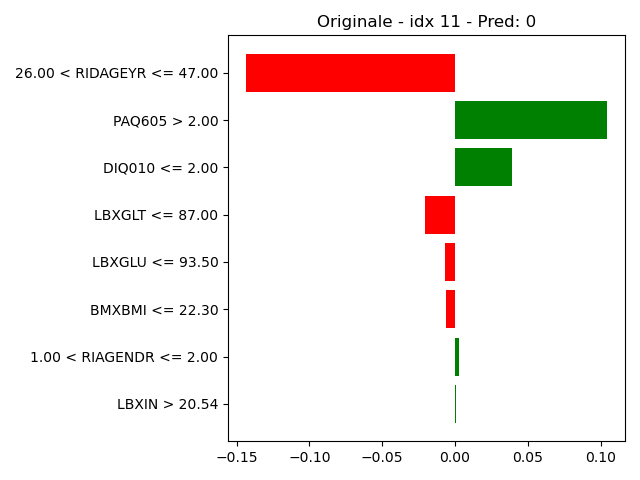 Originale - idx 11 - Pred: 0
26.00 < RIDAGEYR <= 47.00
PAQ605 > 2.00
DIQ010 <= 2.00
LBXGLT <= 87.00
LBXGLU <= 93.50
BMXBMI <= 22.30
1.00 < RIAGENDR <= 2.00
LBXIN > 20.54
−0.15 −0.10 −0.05 0.00 0.05 0.10